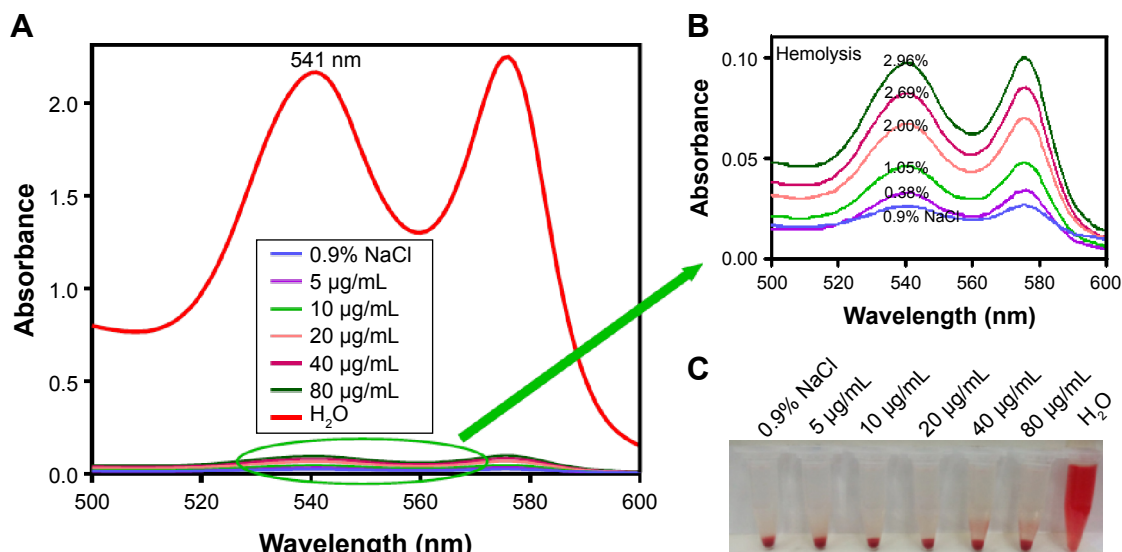 A
541 nm
Absorbance
2.0
1.5
1.0
0.5
0.0
0.9% NaCl
5 µg/mL
10 µg/mL
20 µg/mL
40 µg/mL
80 µg/mL
H₂O
500 520 540 560 580 600
Wavelength (nm)
B
Hemolysis
Absorbance
0.10
0.05
0.00
2.96%
2.69%
2.00%
1.05%
0.38%
0.9% NaCl
500 520 540 560 580 600
Wavelength (nm)
C
0.9% NaCl
5 µg/mL
10 µg/mL
20 µg/mL
40 µg/mL
80 µg/mL
H₂O